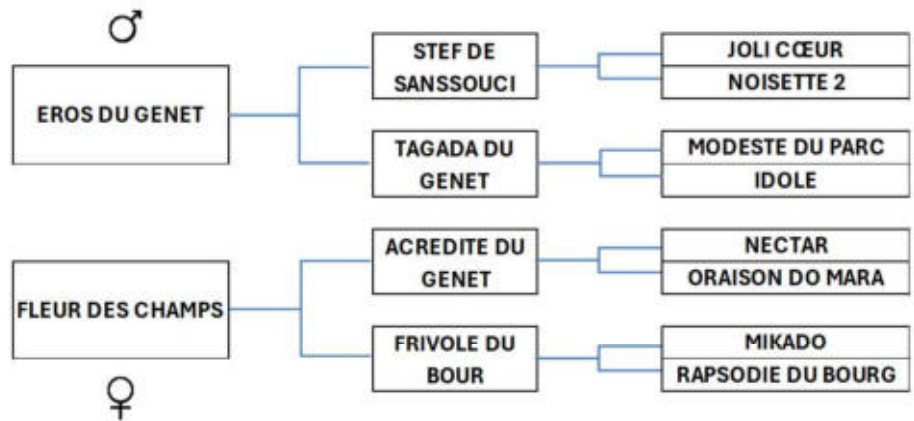 ♂
EROS DU GENET
STEF DE
SANSSOUCI
JOLI CŒUR
NOISETTE 2
TAGADA DU
GENET
MODESTE DU PARC
IDOLE
FLEUR DES CHAMPS
♀
ACREDITE DU
GENET
NECTAR
ORAISON DO MARA
FRIVOLE DU
BOUR
MIKADO
RAPSODIE DU BOURG